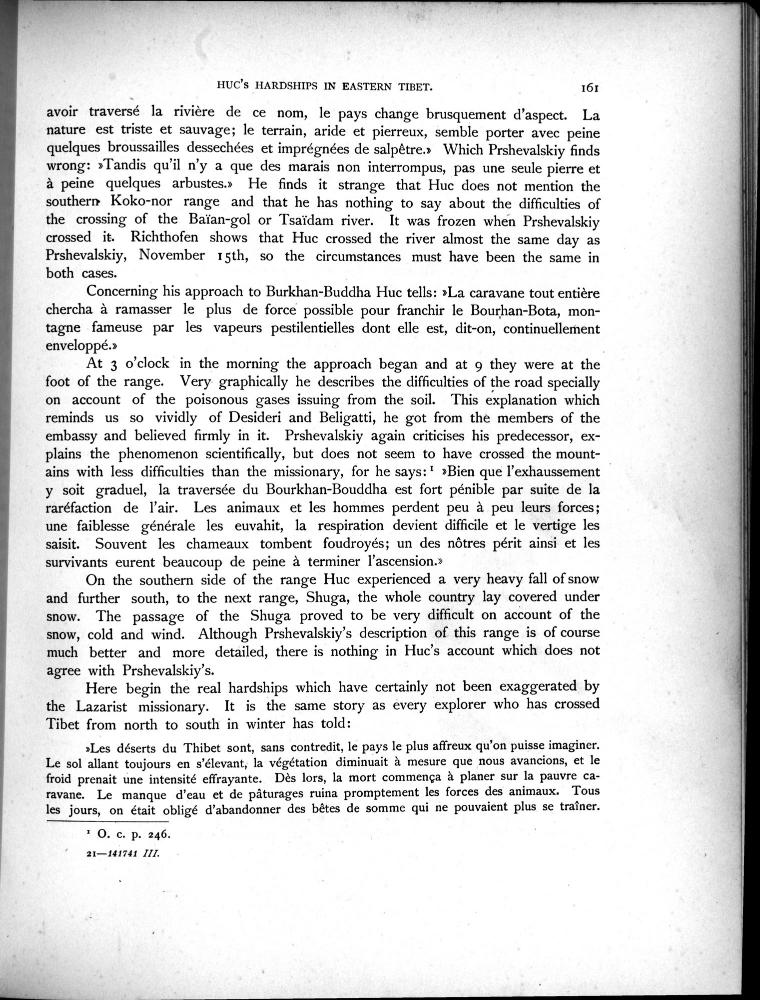 HUC'S HARDSHIPS IN EASTERN TIBET. 161
avoir traversé la rivière de ce nom, le pays change brusquement d'aspect. La
nature est triste et sauvage; le terrain, aride et pierreux, semble porter avec peine
quelques broussailles dessechées et imprégnées de salpêtre.» Which Prshevalskiy finds
wrong: »Tandis qu'il n'y a que des marais non interrompus, pas une seule pierre et
à peine quelques arbustes.» He finds it strange that Huc does not mention the
southern Koko-nor range and that he has nothing to say about the difficulties of
the crossing of the Baïan-gol or Tsaïdam river. It was frozen when Prshevalskiy
crossed it. Richthofen shows that Huc crossed the river almost the same day as
Prshevalskiy, November 15th, so the circumstances must have been the same in
both cases.
Concerning his approach to Burkhan-Buddha Huc tells: »La caravane tout entière
chercha à ramasser le plus de force possible pour franchir le Bourhan-Bota, mon-
tagne fameuse par les vapeurs pestilentielles dont elle est, dit-on, continuellement
enveloppé.»
At 3 o'clock in the morning the approach began and at 9 they were at the
foot of the range. Very graphically he describes the difficulties of the road specially
on account of the poisonous gases issuing from the soil. This explanation which
reminds us so vividly of Desideri and Beligatti, he got from the members of the
embassy and believed firmly in it. Prshevalskiy again criticises his predecessor, ex-
plains the phenomenon scientifically, but does not seem to have crossed the mount-
ains with less difficulties than the missionary, for he says:¹ »Bien que l'exhaussement
y soit graduel, la traversée du Bourkhan-Bouddha est fort pénible par suite de la
raréfaction de l'air. Les animaux et les hommes perdent peu à peu leurs forces;
une faiblesse générale les euvahit, la respiration devient difficile et le vertige les
saisit. Souvent les chameaux tombent foudroyés; un des nôtres périt ainsi et les
survivants eurent beaucoup de peine à terminer l'ascension.»
On the southern side of the range Huc experienced a very heavy fall of snow
and further south, to the next range, Shuga, the whole country lay covered under
snow. The passage of the Shuga proved to be very difficult on account of the
snow, cold and wind. Although Prshevalskiy's description of this range is of course
much better and more detailed, there is nothing in Huc's account which does not
agree with Prshevalskiy's.
Here begin the real hardships which have certainly not been exaggerated by
the Lazarist missionary. It is the same story as every explorer who has crossed
Tibet from north to south in winter has told:
»Les déserts du Thibet sont, sans contredit, le pays le plus affreux qu'on puisse imaginer.
Le sol allant toujours en s'élevant, la végétation diminuait à mesure que nous avancions, et le
froid prenait une intensité effrayante. Dès lors, la mort commença à planer sur la pauvre ca-
ravane. Le manque d'eau et de pâturages ruina promptement les forces des animaux. Tous
les jours, on était obligé d'abandonner des bêtes de somme qui ne pouvaient plus se traîner.
¹ O. c. p. 246.
21—141741 III.